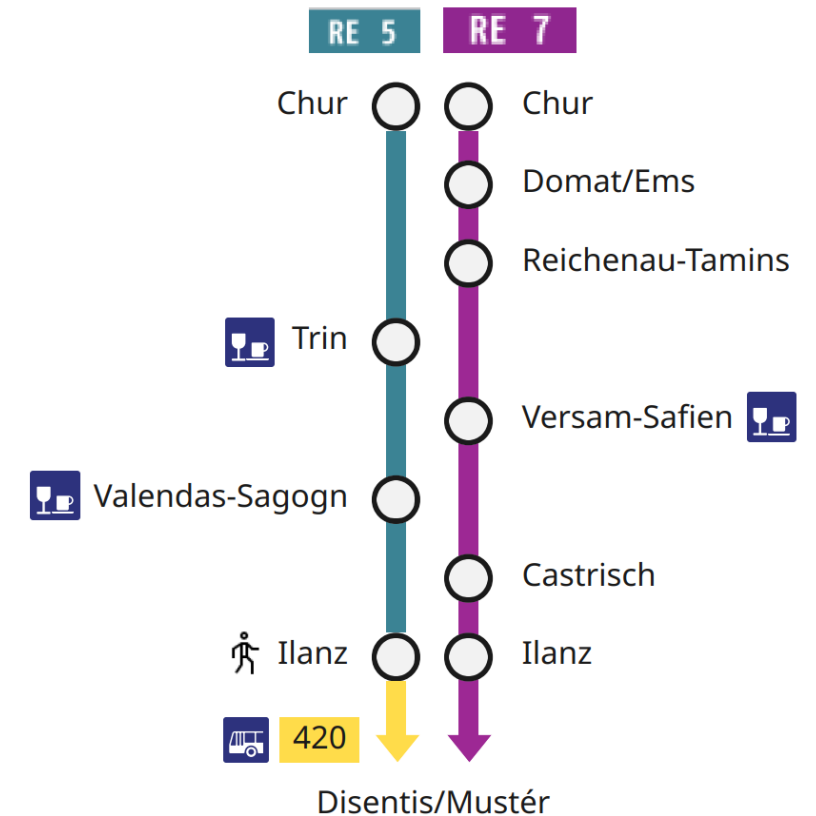 RE 5 RE 7
Chur Chur
Domat/Ems
Reichenau-Tamins
Trin
Versam-Safien
Valendas-Sagogn
Castrisch
Ilanz Ilanz
420
Disentis/Mustér